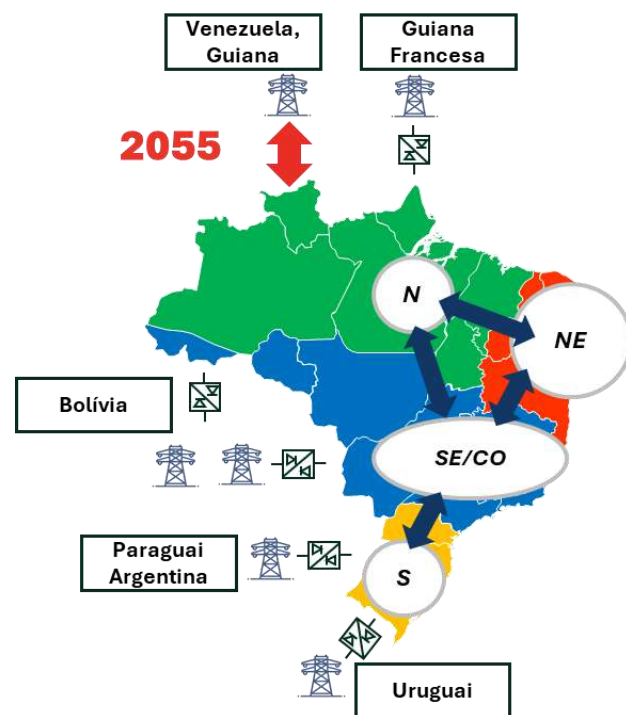 Venezuela,
Guiana
Guiana
Francesa
2055
N
NE
Bolívia
SE/CO
Paraguai
Argentina
S
Uruguai